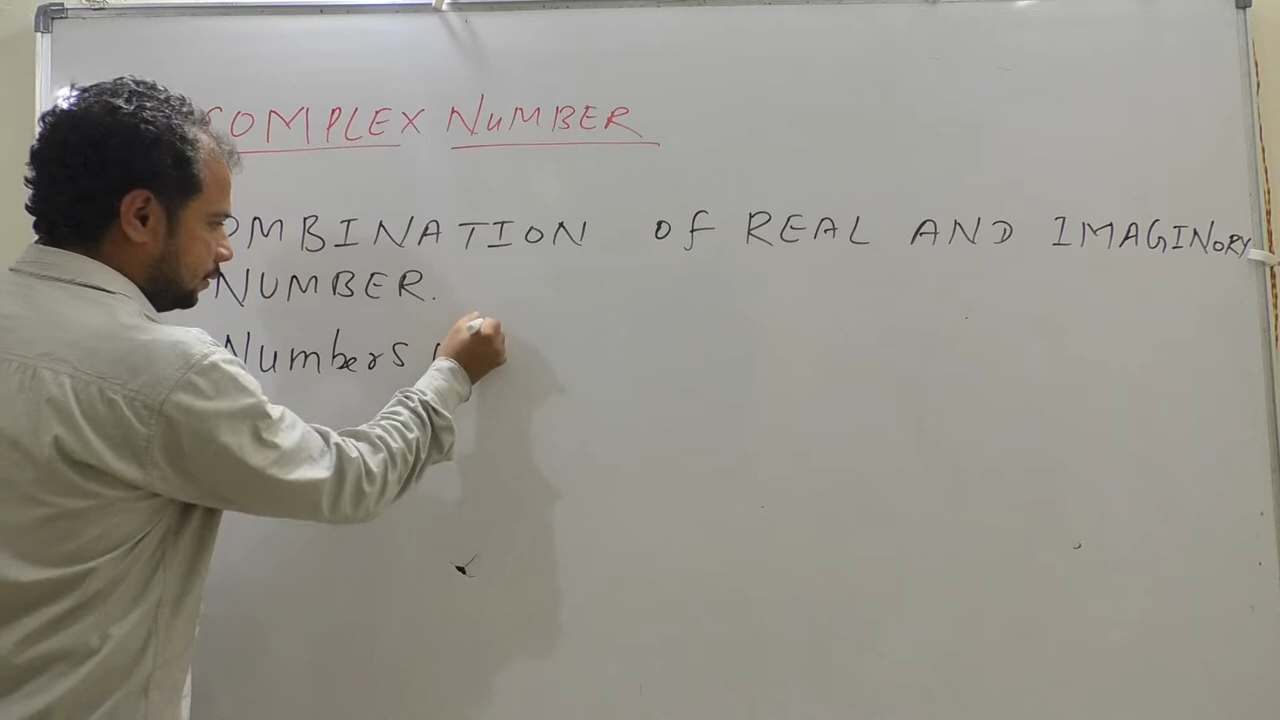 COMPLEX NUMBER
OMBINATION Of REAL AND IMAGINORY
NUMBER.
Numbers